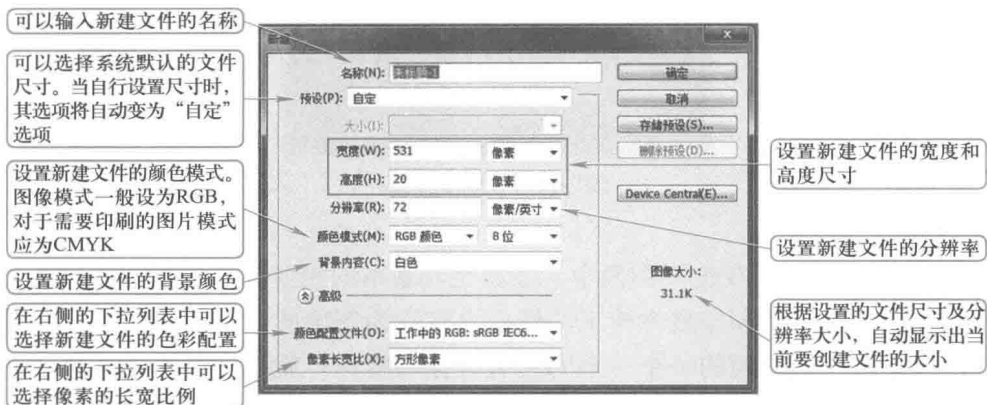 可以输入新建文件的名称
可以选择系统默认的文件
尺寸。当自行设置尺寸时，
其选项将自动变为“自定”
选项
设置新建文件的颜色模式。
图像模式一般设为RGB，
对于需要印刷的图片模式
应为CMYK
设置新建文件的背景颜色
在右侧的下拉列表中可以
选择新建文件的色彩配置
在右侧的下拉列表中可以
选择像素的长宽比例
新建
名称(N): 未标题-1
预设(P): 自定
大小(I):
宽度(W): 531 像素
高度(H): 20 像素
分辨率(R): 72 像素/英寸
颜色模式(M): RGB 颜色 8 位
背景内容(C): 白色
高级
颜色配置文件(O): 工作中的 RGB: sRGB IEC6...
像素长宽比(X): 方形像素
确定
取消
存储预设(S)...
删除预设(D)...
Device Central(E)...
图像大小:
31.1K
设置新建文件的宽度和
高度尺寸
设置新建文件的分辨率
根据设置的文件尺寸及分
辨率大小，自动显示出当
前要创建文件的大小